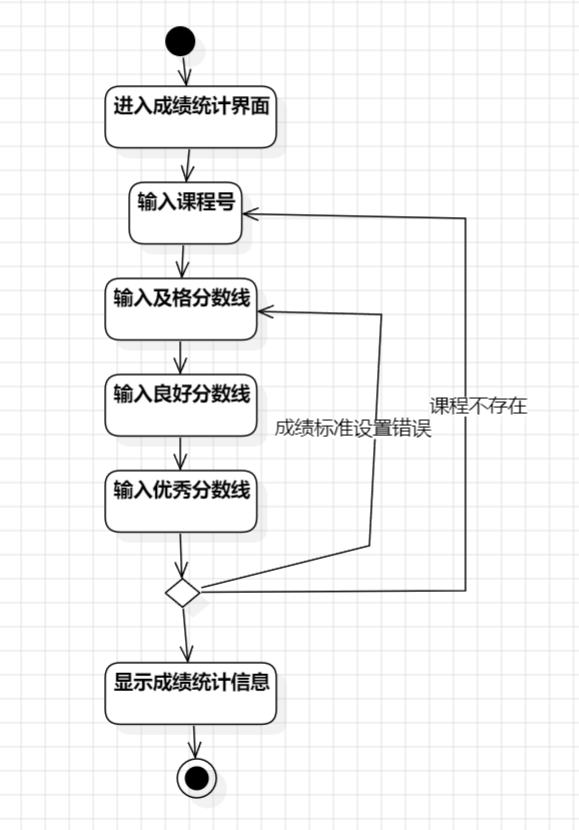 进入成绩统计界面
输入课程号
输入及格分数线
输入良好分数线
课程不存在
成绩标准设置错误
输入优秀分数线
显示成绩统计信息